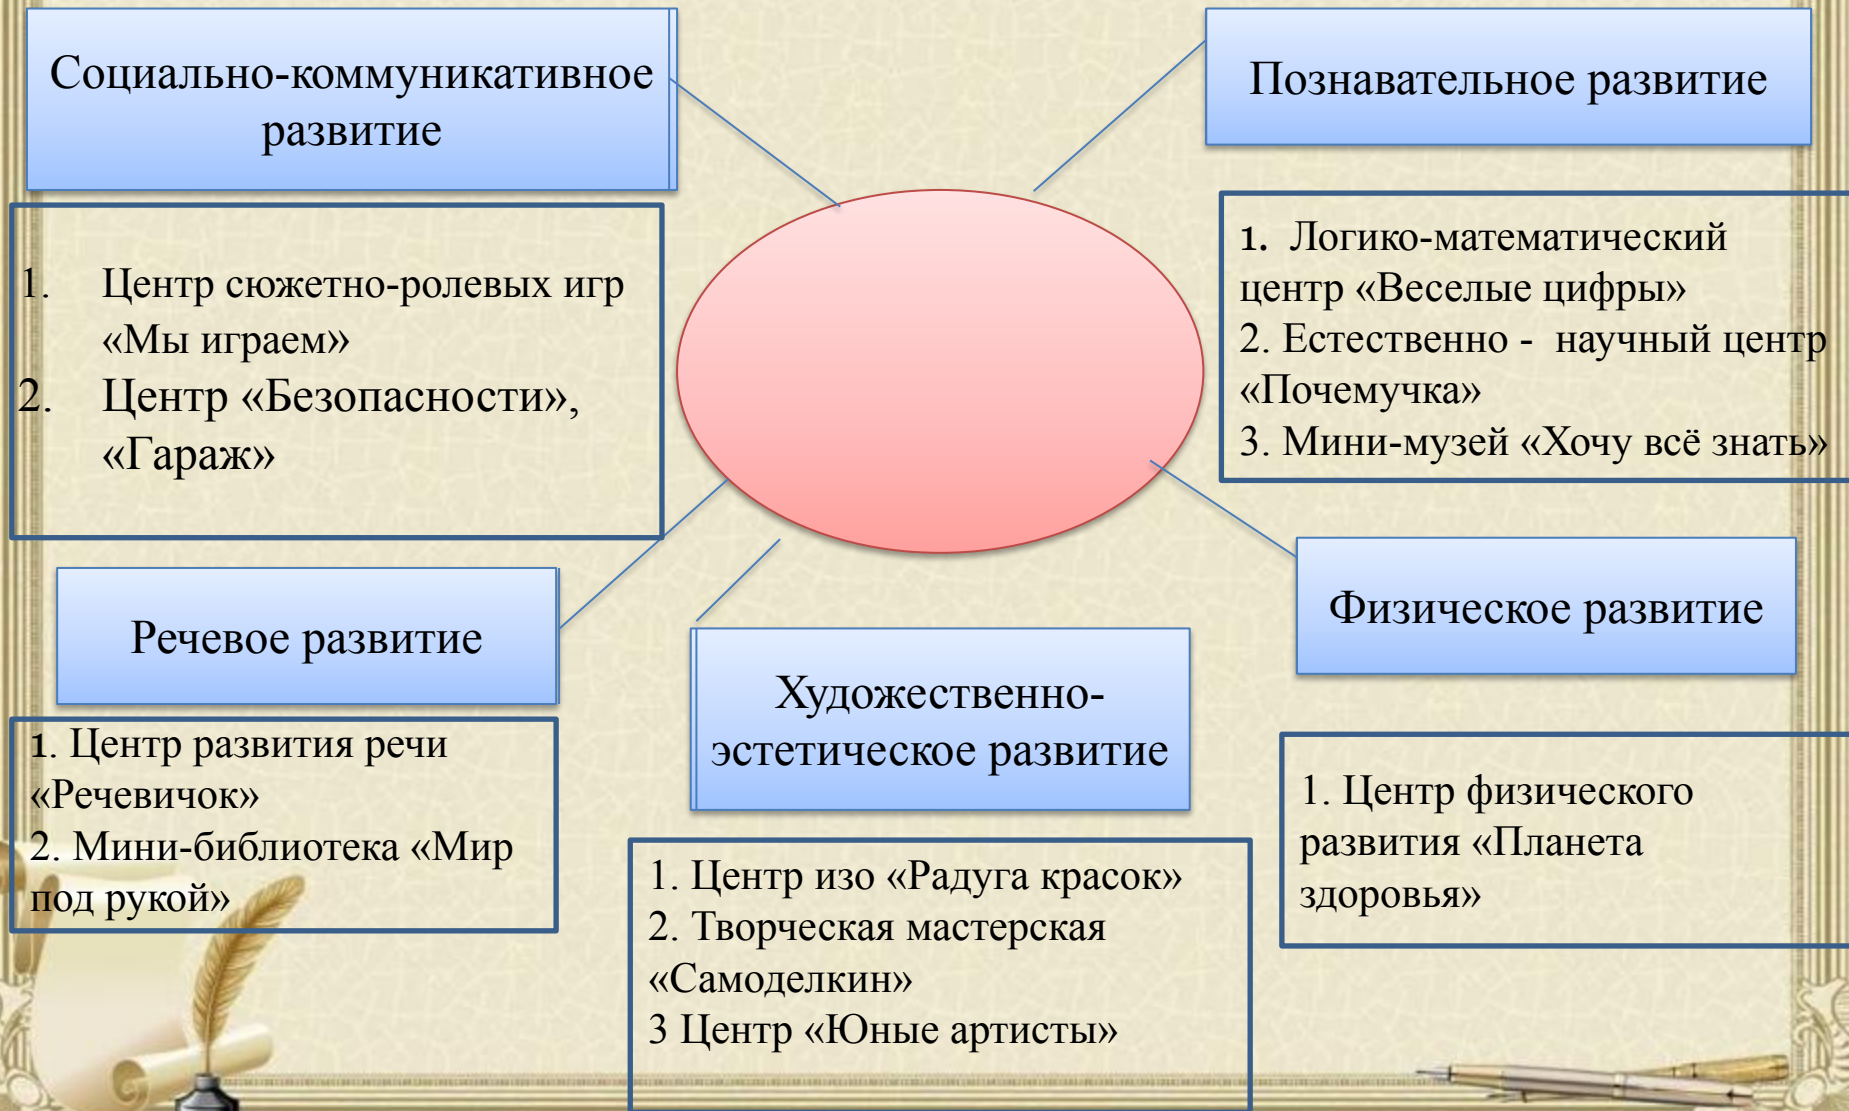 Социально-коммуникативное
развитие
Познавательное развитие
1. Центр сюжетно-ролевых игр
«Мы играем»
2. Центр «Безопасности»,
«Гараж»
1. Логико-математический
центр «Веселые цифры»
2. Естественно - научный центр
«Почемучка»
3. Мини-музей «Хочу всё знать»
Речевое развитие
Художественно-
эстетическое развитие
Физическое развитие
1. Центр развития речи
«Речевичок»
2. Мини-библиотека «Мир
под рукой»
1. Центр изо «Радуга красок»
2. Творческая мастерская
«Самоделкин»
3 Центр «Юные артисты»
1. Центр физического
развития «Планета
здоровья»